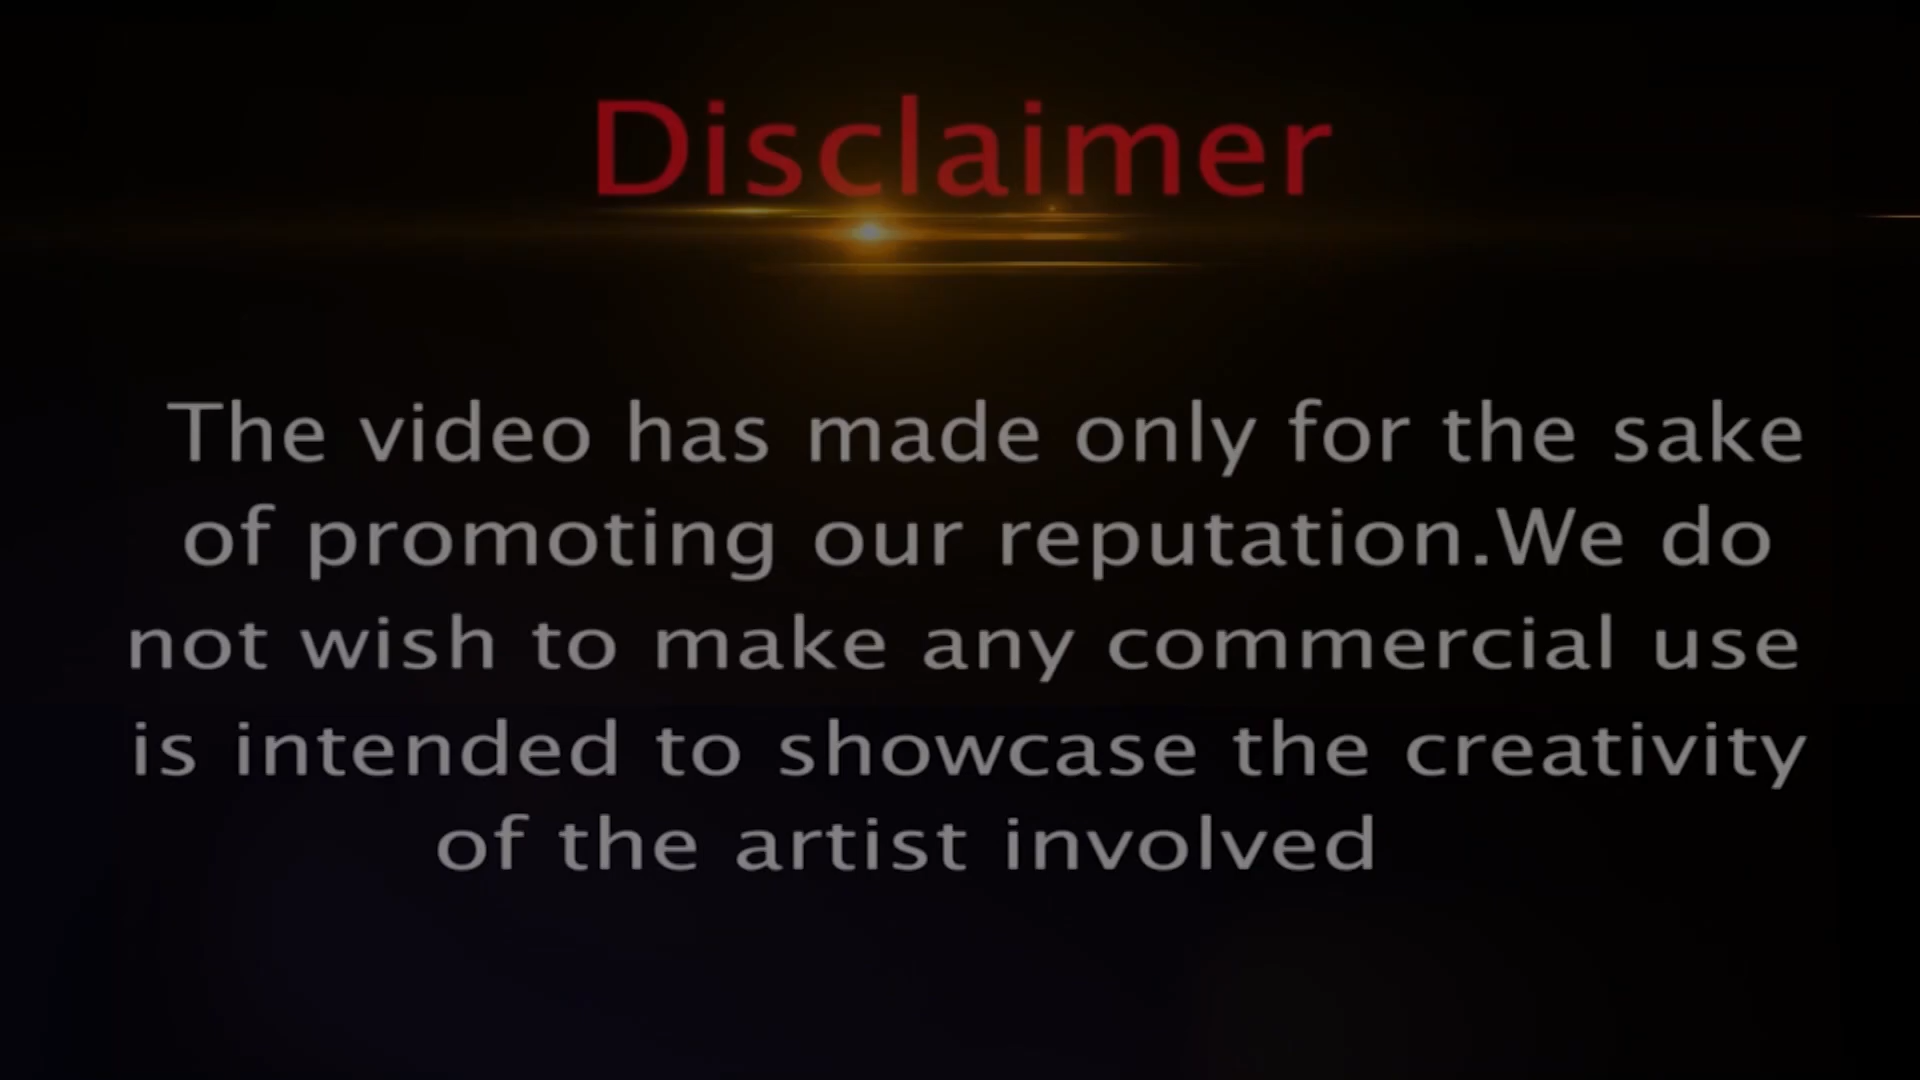 Disclaimer
The video has made only for the sake
of promoting our reputation.We do
not wish to make any commercial use
is intended to showcase the creativity
of the artist involved